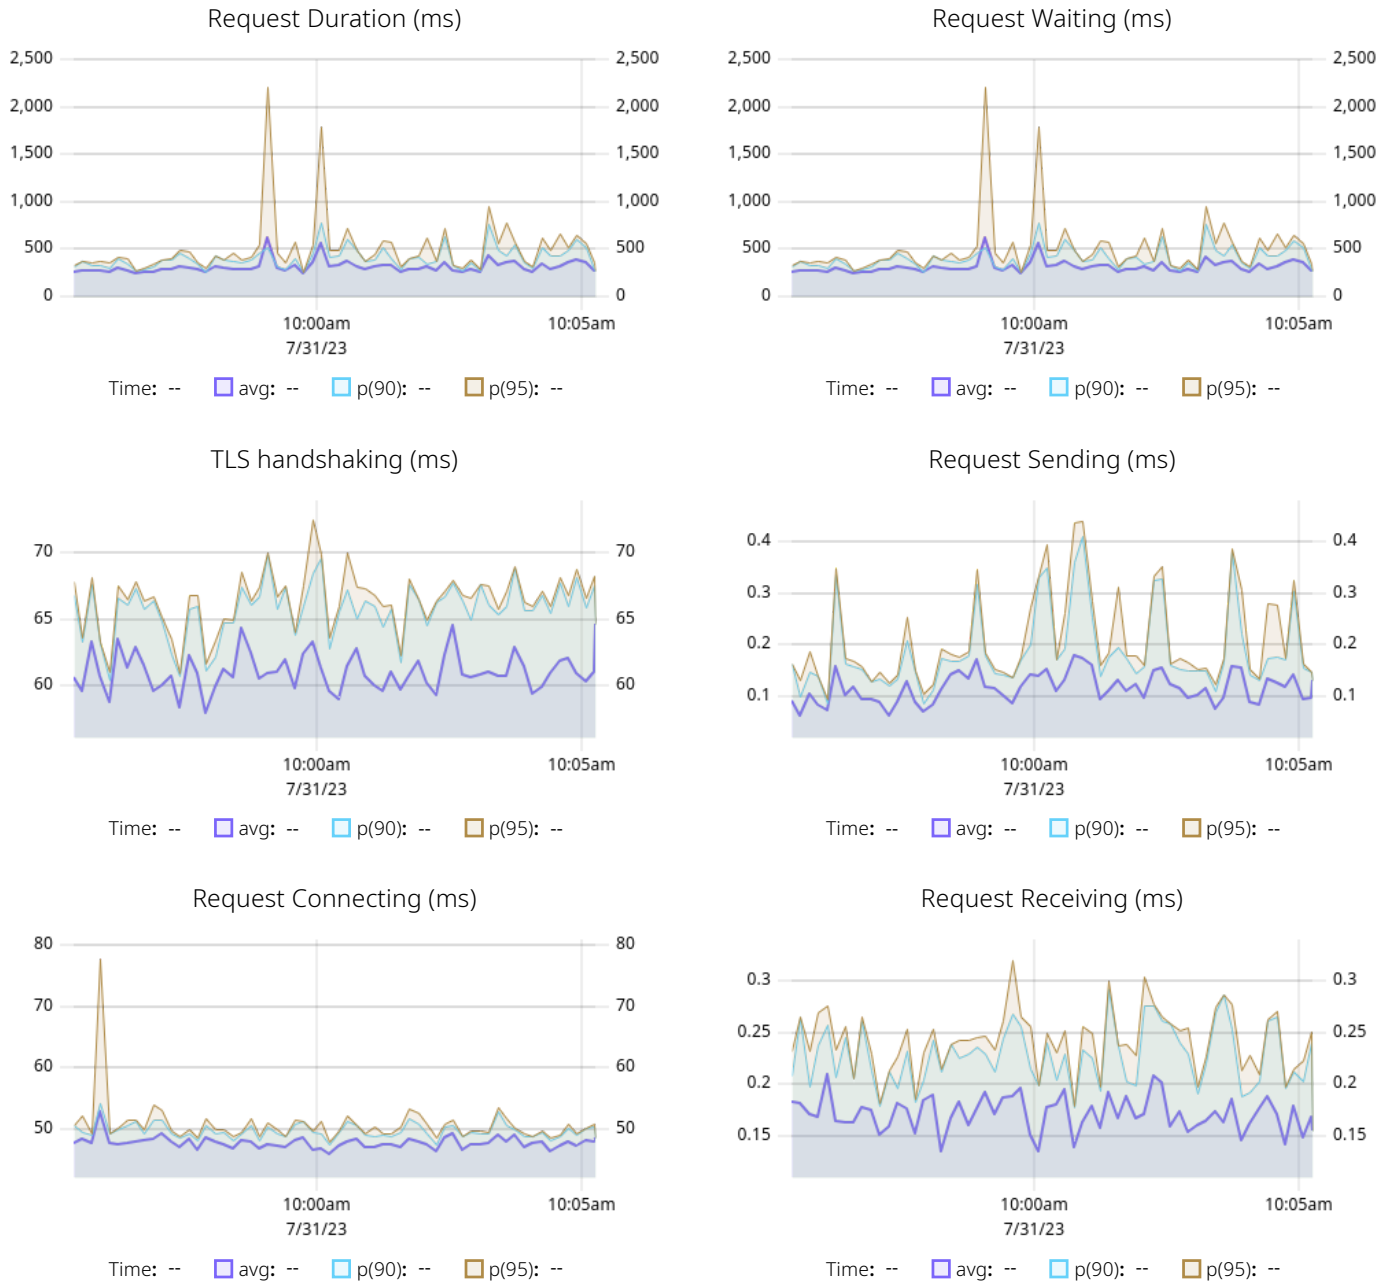 Request Duration (ms)
2,500 2,500
2,000 2,000
1,500 1,500
1,000 1,000
500 500
0 0
10:00am 10:05am
7/31/23
Time: -- avg: -- p(90): -- p(95): --
Request Waiting (ms)
2,500 2,500
2,000 2,000
1,500 1,500
1,000 1,000
500 500
0 0
10:00am 10:05am
7/31/23
Time: -- avg: -- p(90): -- p(95): --
TLS handshaking (ms)
70 70
65 65
60 60
10:00am 10:05am
7/31/23
Time: -- avg: -- p(90): -- p(95): --
Request Sending (ms)
0.4 0.4
0.3 0.3
0.2 0.2
0.1 0.1
10:00am 10:05am
7/31/23
Time: -- avg: -- p(90): -- p(95): --
Request Connecting (ms)
80 80
70 70
60 60
50 50
10:00am 10:05am
7/31/23
Time: -- avg: -- p(90): -- p(95): --
Request Receiving (ms)
0.3 0.3
0.25 0.25
0.2 0.2
0.15 0.15
10:00am 10:05am
7/31/23
Time: -- avg: -- p(90): -- p(95): --